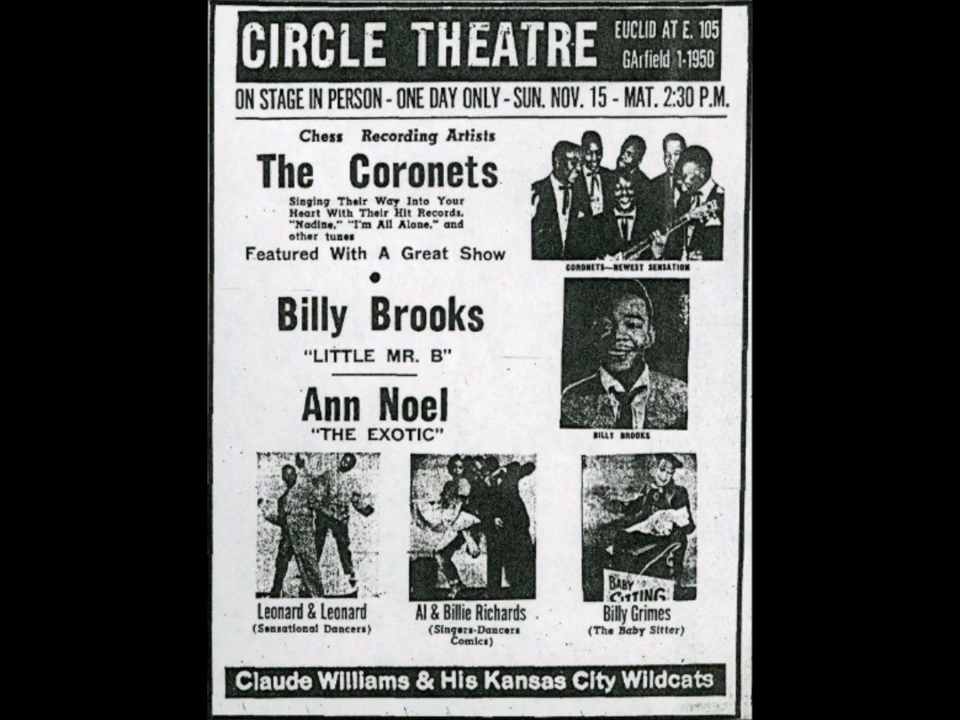 CIRCLE THEATRE
EUCLID AT E. 105
GArfield 1-1950
ON STAGE IN PERSON - ONE DAY ONLY - SUN. NOV. 15 - MAT. 2:30 P.M.
Chess Recording Artists
The Coronets
Singing Their Way Into Your
Heart With Their Hit Records,
"Nadine," "I'm All Alone," and
other tunes
Featured With A Great Show
CORONETS—NEWEST SENSATION
Billy Brooks
"LITTLE MR. B"
BILLY BROOKS
Ann Noel
"THE EXOTIC"
BABY
SITTING
Leonard & Leonard
(Sensational Dancers)
Al & Billie Richards
(Singers-Dancers
Comics)
Billy Grimes
(The Baby Sitter)
Claude Williams & His Kansas City Wildcats